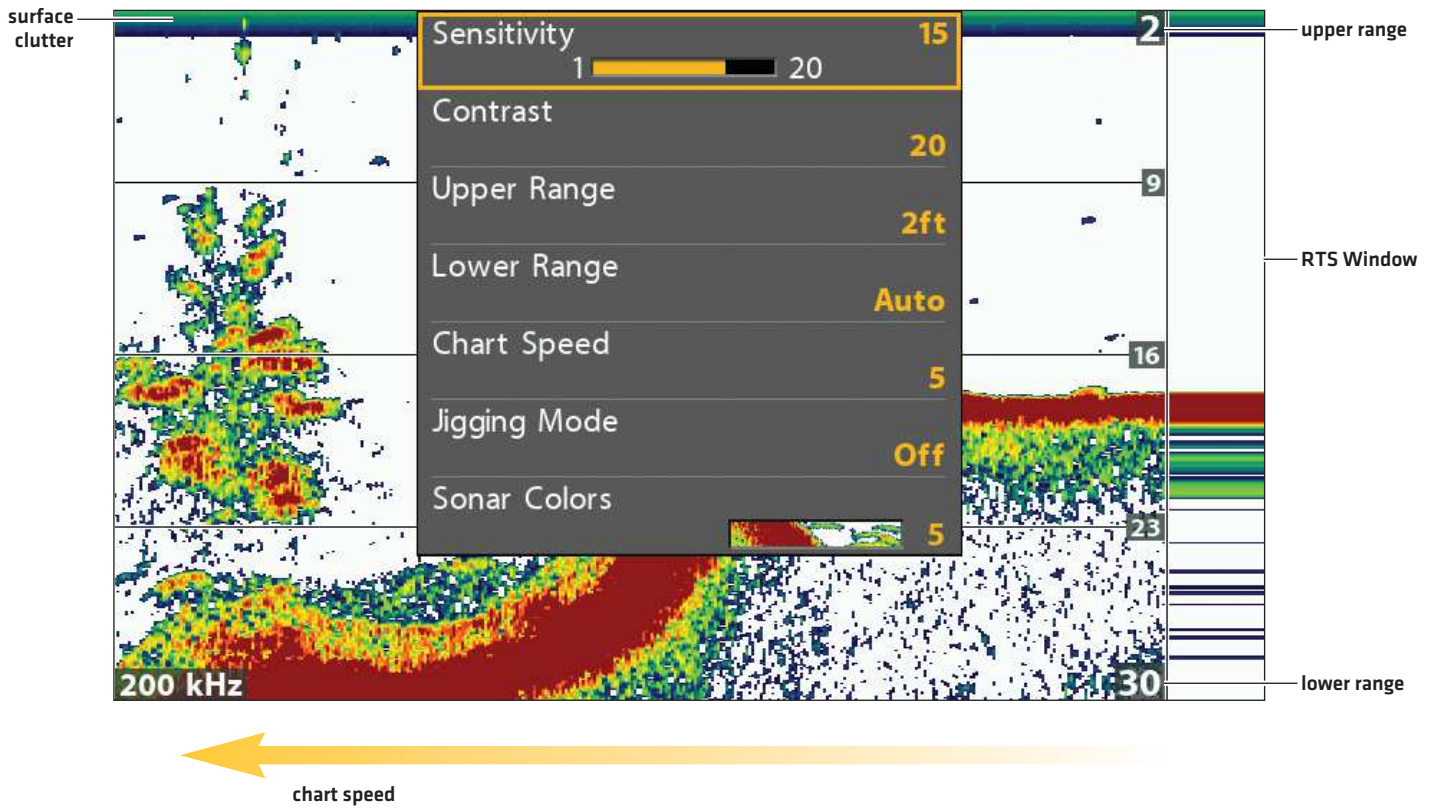 surface
clutter
Sensitivity 15
1 20
Contrast
20
Upper Range
2ft
Lower Range
Auto
Chart Speed
5
Jigging Mode
Off
Sonar Colors
5
2
upper range
9
RTS Window
16
23
200 kHz
30
lower range
chart speed